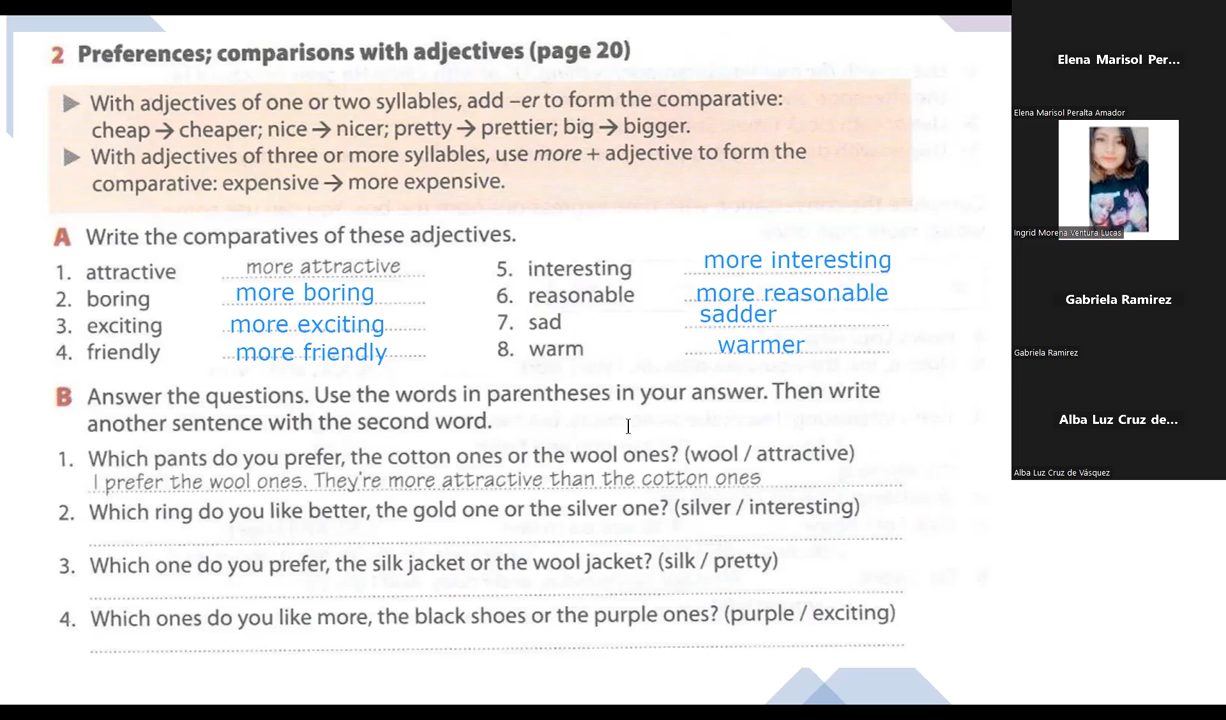 2 Preferences; comparisons with adjectives (page 20)
With adjectives of one or two syllables, add –er to form the comparative:
cheap → cheaper; nice → nicer; pretty → prettier; big → bigger.
With adjectives of three or more syllables, use more + adjective to form the
comparative: expensive → more expensive.
A Write the comparatives of these adjectives.
1. attractive more attractive
2. boring more boring
3. exciting more exciting
4. friendly more friendly
5. interesting more interesting
6. reasonable more reasonable
7. sad sadder
8. warm warmer
B Answer the questions. Use the words in parentheses in your answer. Then write
another sentence with the second word.
1. Which pants do you prefer, the cotton ones or the wool ones? (wool / attractive)
I prefer the wool ones. They're more attractive than the cotton ones
2. Which ring do you like better, the gold one or the silver one? (silver / interesting)
3. Which one do you prefer, the silk jacket or the wool jacket? (silk / pretty)
4. Which ones do you like more, the black shoes or the purple ones? (purple / exciting)
Elena Marisol Per...
Elena Marisol Peralta Amador
Ingrid Morena Ventura Lucas
Gabriela Ramirez
Gabriela Ramírez
Alba Luz Cruz de...
Alba Luz Cruz de Vásquez